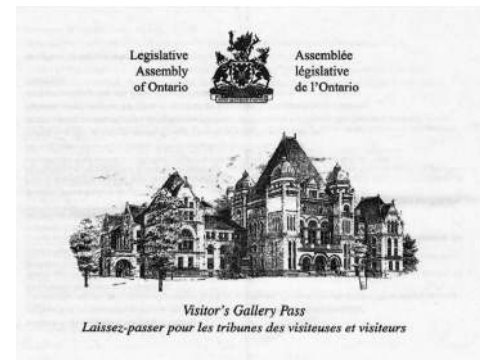 Legislative
Assembly
of Ontario
Assemblée
législative
de l'Ontario
Visitor's Gallery Pass
Laissez-passer pour les tribunes des visiteuses et visiteurs